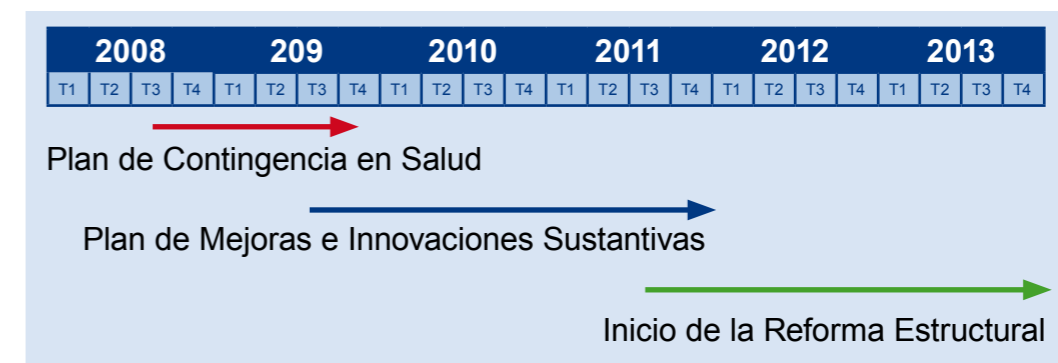 2008 209 2010 2011 2012 2013
T1 T2 T3 T4 T1 T2 T3 T4 T1 T2 T3 T4 T1 T2 T3 T4 T1 T2 T3 T4 T1 T2 T3 T4
Plan de Contingencia en Salud
Plan de Mejoras e Innovaciones Sustantivas
Inicio de la Reforma Estructural